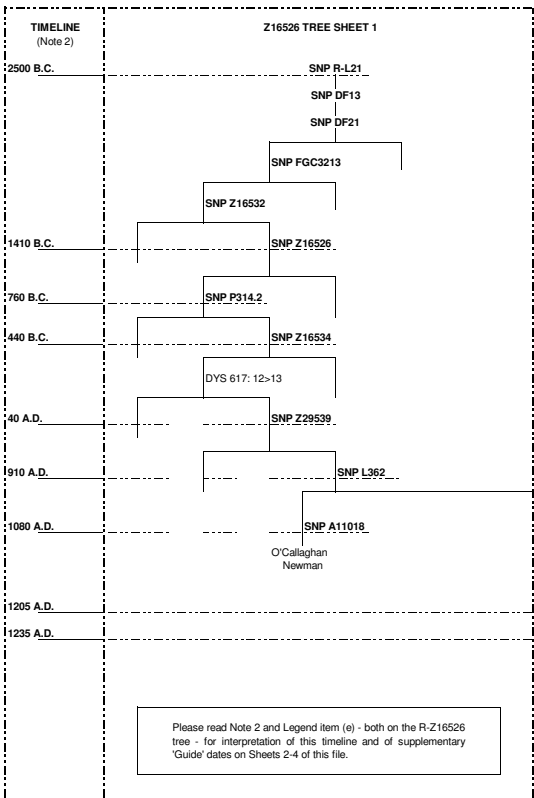 TIMELINE
(Note 2)
Z16526 TREE SHEET 1
2500 B.C.
SNP R-L21
SNP DF13
SNP DF21
SNP FGC3213
SNP Z16532
1410 B.C.
SNP Z16526
760 B.C.
SNP P314.2
440 B.C.
SNP Z16534
DYS 617: 12>13
40 A.D.
SNP Z29539
910 A.D.
SNP L362
1080 A.D.
SNP A11018
O'Callaghan
Newman
1205 A.D.
1235 A.D.
Please read Note 2 and Legend item (e) - both on the R-Z16526
tree - for interpretation of this timeline and of supplementary
'Guide' dates on Sheets 2-4 of this file.